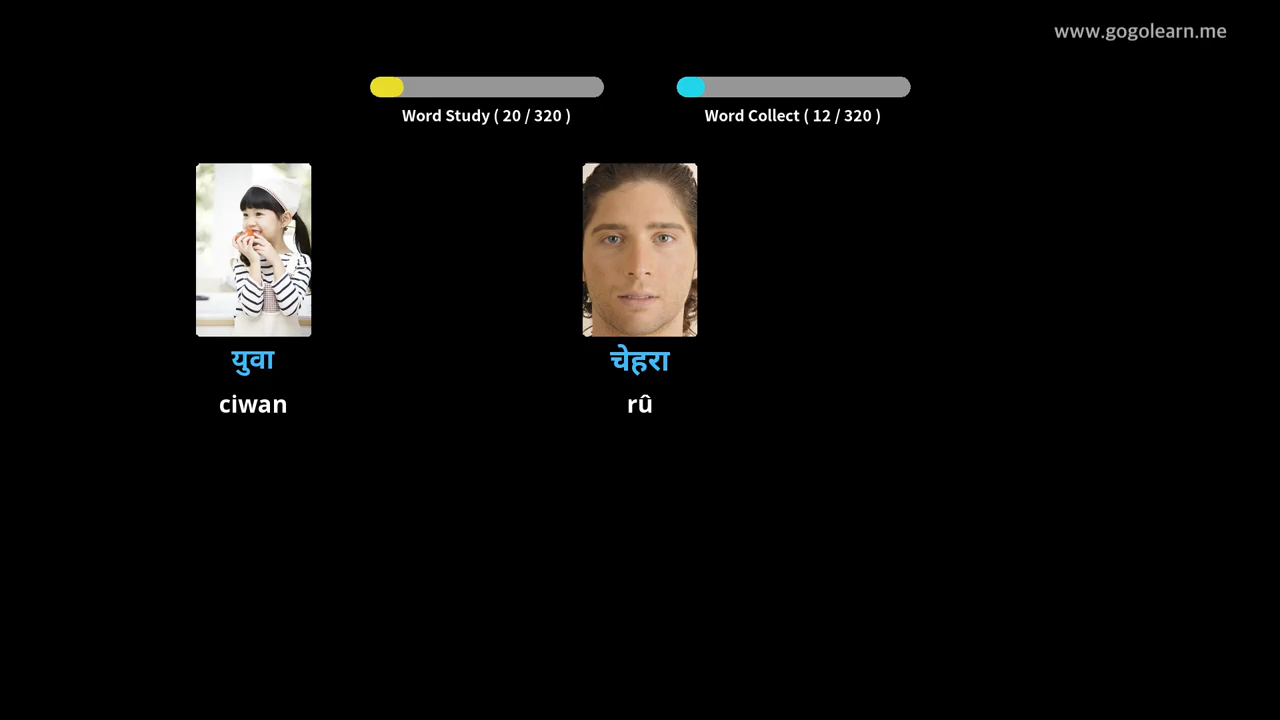 www.gogolearn.me
Word Study ( 20 / 320 )
Word Collect ( 12 / 320 )
युवा
चेहरा
ciwan
rû